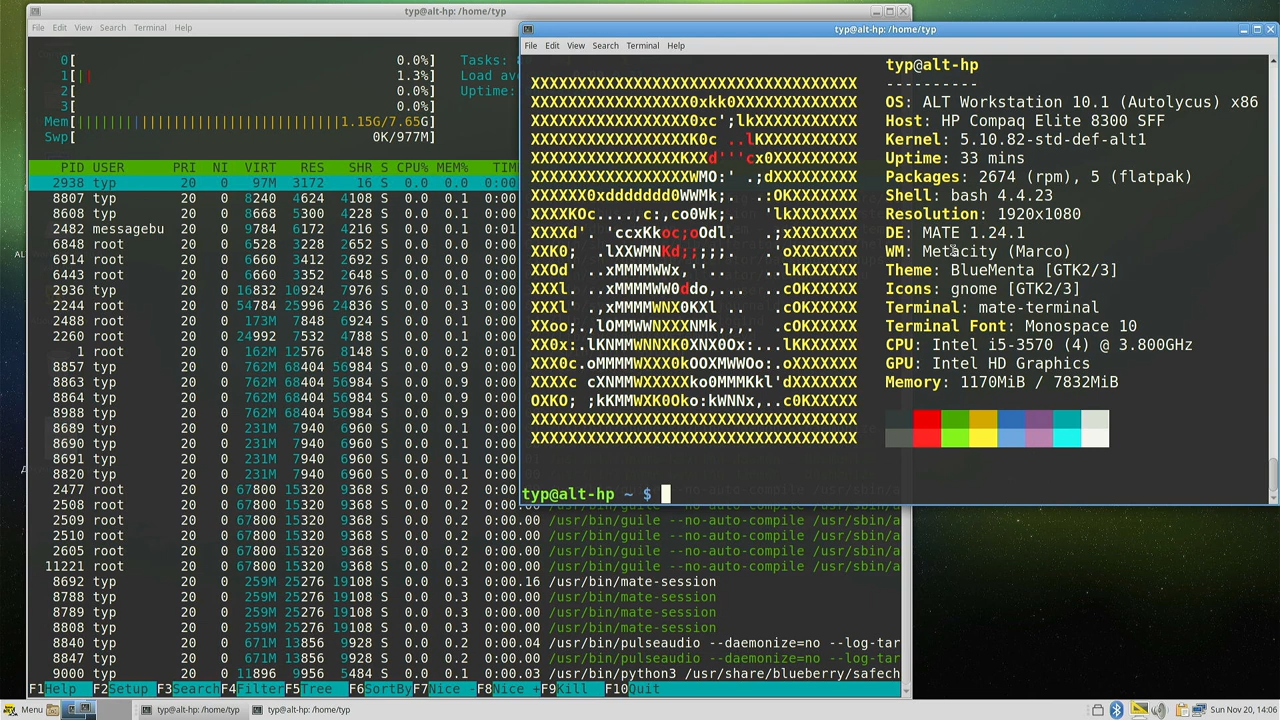 typ@alt-hp: /home/typ
File Edit View Search Terminal Help
0[ 0.0%]
1[|| 1.3%]
2[ 0.0%]
3[ 0.0%]
Mem[ 1.15G/7.65G]
Swp[ 0K/977M]
Tasks:
Load ave
Uptime:
PID USER PRI NI VIRT RES SHR S CPU% MEM% TIME
2938 typ 20 0 97M 3172 16 S 0.0 0.0 0:00
8807 typ 20 0 8240 4624 4108 S 0.0 0.1 0:00
8608 typ 20 0 8668 5300 4228 S 0.0 0.1 0:00
2482 messagebu 20 0 9784 6172 4216 S 0.0 0.1 0:01
6848 root 20 0 6528 3228 2652 S 0.0 0.0 0:00
6914 root 20 0 6660 3412 2652 S 0.0 0.0 0:00
6443 root 20 0 6660 3352 2648 S 0.0 0.0 0:00
2936 typ 20 0 16832 10924 7976 S 0.0 0.1 0:00
2244 root 20 0 54784 25996 24836 S 0.0 0.3 0:00
2488 root 20 0 173M 7848 6924 S 0.0 0.1 0:00
2260 root 20 0 24992 7532 4788 S 0.0 0.1 0:00
1 root 20 0 162M 12576 8148 S 0.0 0.2 0:01
8857 typ 20 0 762M 68404 56984 S 0.0 0.9 0:00
8863 typ 20 0 762M 68404 56984 S 0.0 0.9 0:00
8864 typ 20 0 762M 68404 56984 S 0.0 0.9 0:00
8988 typ 20 0 762M 68404 56984 S 0.0 0.9 0:00
8689 typ 20 0 231M 7940 6960 S 0.0 0.1 0:00
8690 typ 20 0 231M 7940 6960 S 0.0 0.1 0:00
8691 typ 20 0 231M 7940 6960 S 0.0 0.1 0:00
8820 typ 20 0 231M 7940 6960 S 0.0 0.1 0:00
2477 root 20 0 67800 15320 9368 S 0.0 0.2 0:00
2508 root 20 0 67800 15320 9368 S 0.0 0.2 0:00.00 /usr/bin/guile --no-auto-compile /usr/sbin/a
2509 root 20 0 67800 15320 9368 S 0.0 0.2 0:00.00 /usr/bin/guile --no-auto-compile /usr/sbin/a
2510 root 20 0 67800 15320 9368 S 0.0 0.2 0:00.00 /usr/bin/guile --no-auto-compile /usr/sbin/a
2605 root 20 0 67800 15320 9368 S 0.0 0.2 0:00.00 /usr/bin/guile --no-auto-compile /usr/sbin/a
11221 root 20 0 67800 15320 9368 S 0.0 0.2 0:00.00 /usr/bin/guile --no-auto-compile /usr/sbin/a
8692 typ 20 0 259M 25276 19108 S 0.0 0.3 0:00.16 /usr/bin/mate-session
8788 typ 20 0 259M 25276 19108 S 0.0 0.3 0:00.00 /usr/bin/mate-session
8789 typ 20 0 259M 25276 19108 S 0.0 0.3 0:00.00 /usr/bin/mate-session
8793 typ 20 0 259M 25276 19108 S 0.0 0.3 0:00.00 /usr/bin/mate-session
8840 typ 20 0 671M 13856 9928 S 0.0 0.2 0:00.04 /usr/bin/pulseaudio --daemonize=no --log-tar
8847 typ 20 0 671M 13856 9928 S 0.0 0.2 0:00.00 /usr/bin/pulseaudio --daemonize=no --log-tar
9000 typ 20 0 11896 9956 5484 S 0.0 0.1 0:00.03 /usr/bin/python3 /usr/share/blueberry/safech
F1Help F2Setup F3Search F4Filter F5Tree F6SortBy F7Nice - F8Nice + F9Kill F10Quit
typ@alt-hp: /home/typ
File Edit View Search Terminal Help
typ@alt-hp
----------
OS: ALT Workstation 10.1 (Autolycus) x86
Host: HP Compaq Elite 8300 SFF
Kernel: 5.10.82-std-def-alt1
Uptime: 33 mins
Packages: 2674 (rpm), 5 (flatpak)
Shell: bash 4.4.23
Resolution: 1920x1080
DE: MATE 1.24.1
WM: Metacity (Marco)
Theme: BlueMenta [GTK2/3]
Icons: gnome [GTK2/3]
Terminal: mate-terminal
Terminal Font: Monospace 10
CPU: Intel i5-3570 (4) @ 3.800GHz
GPU: Intel HD Graphics
Memory: 1170MiB / 7832MiB
typ@alt-hp ~ $
Menu
typ@alt-hp: /home/typ
typ@alt-hp: /home/typ
Sun Nov 20, 14:06